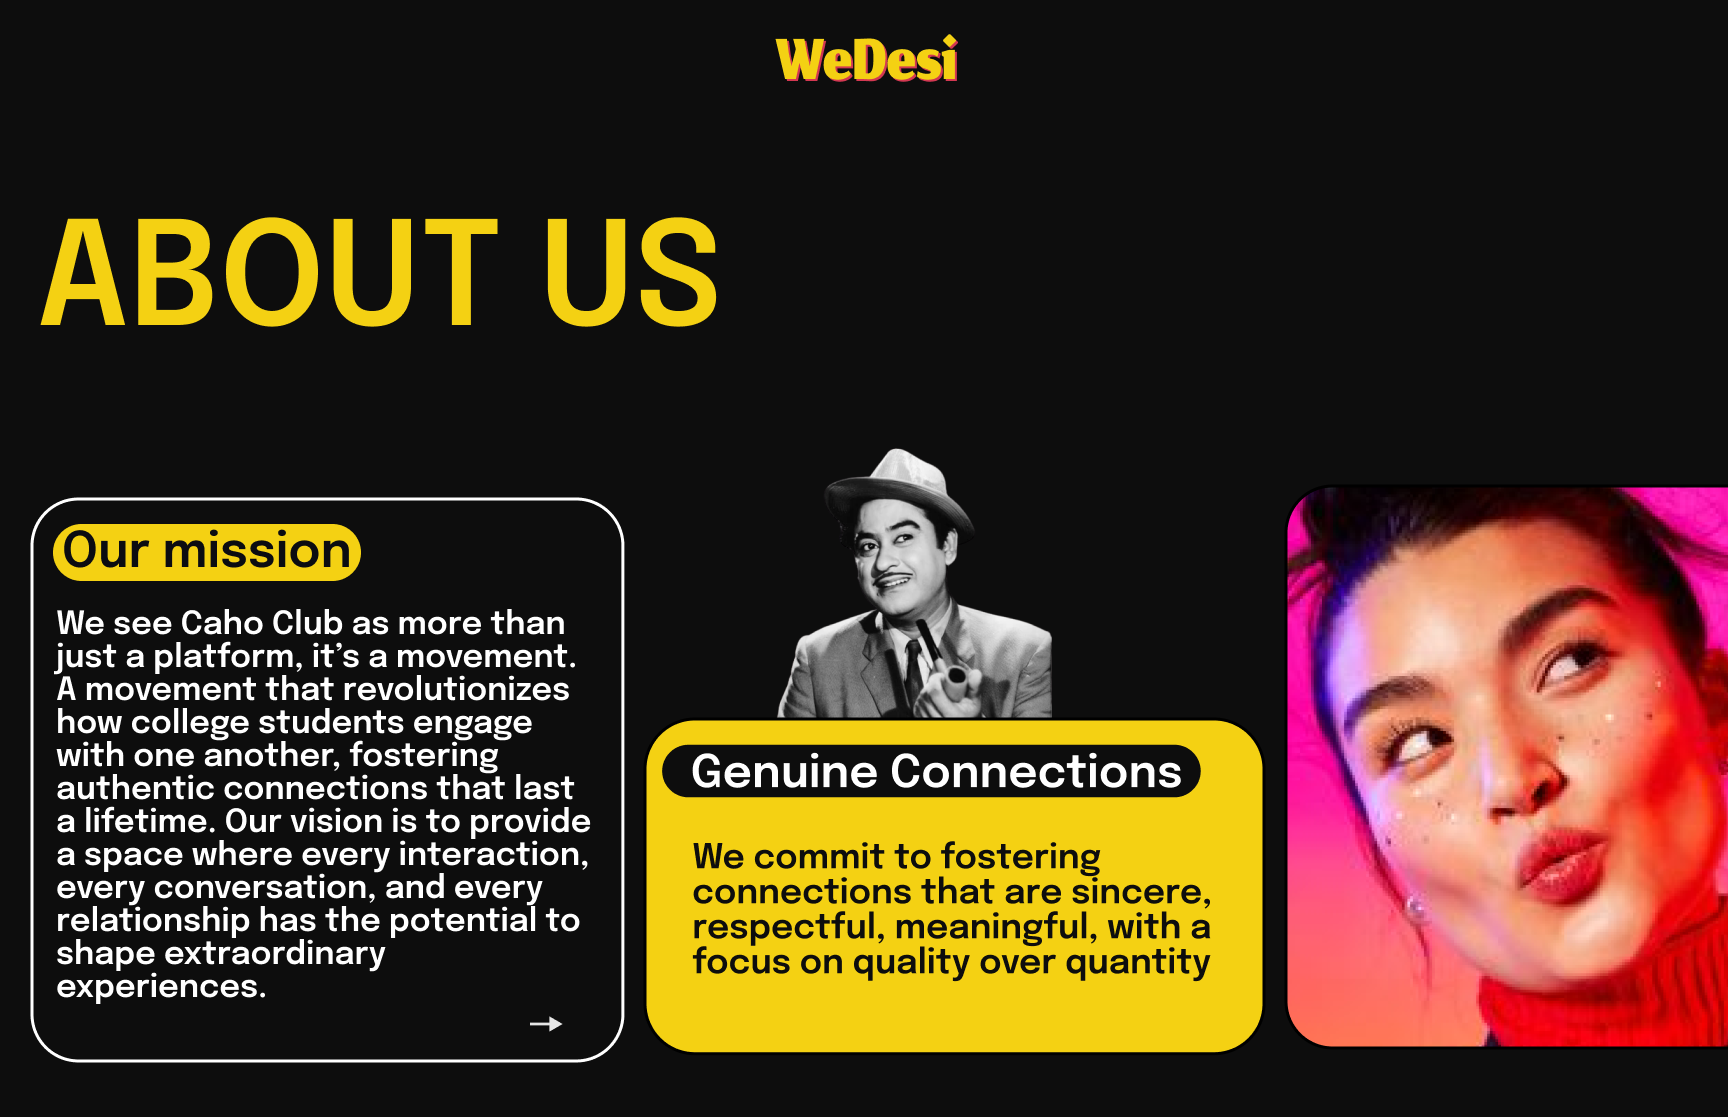 WeDesi
ABOUT US
Our mission
We see Caho Club as more than
just a platform, it’s a movement.
A movement that revolutionizes
how college students engage
with one another, fostering
authentic connections that last
a lifetime. Our vision is to provide
a space where every interaction,
every conversation, and every
relationship has the potential to
shape extraordinary
experiences.
Genuine Connections
We commit to fostering
connections that are sincere,
respectful, meaningful, with a
focus on quality over quantity